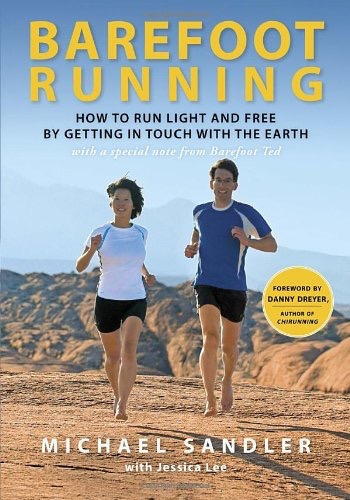 BAREFOOT
RUNNING
HOW TO RUN LIGHT AND FREE
BY GETTING IN TOUCH WITH THE EARTH
with a special note from Barefoot Ted
FOREWORD BY
DANNY DREYER,
AUTHOR OF
CHIRUNNING
MICHAEL SANDLER
with Jessica Lee